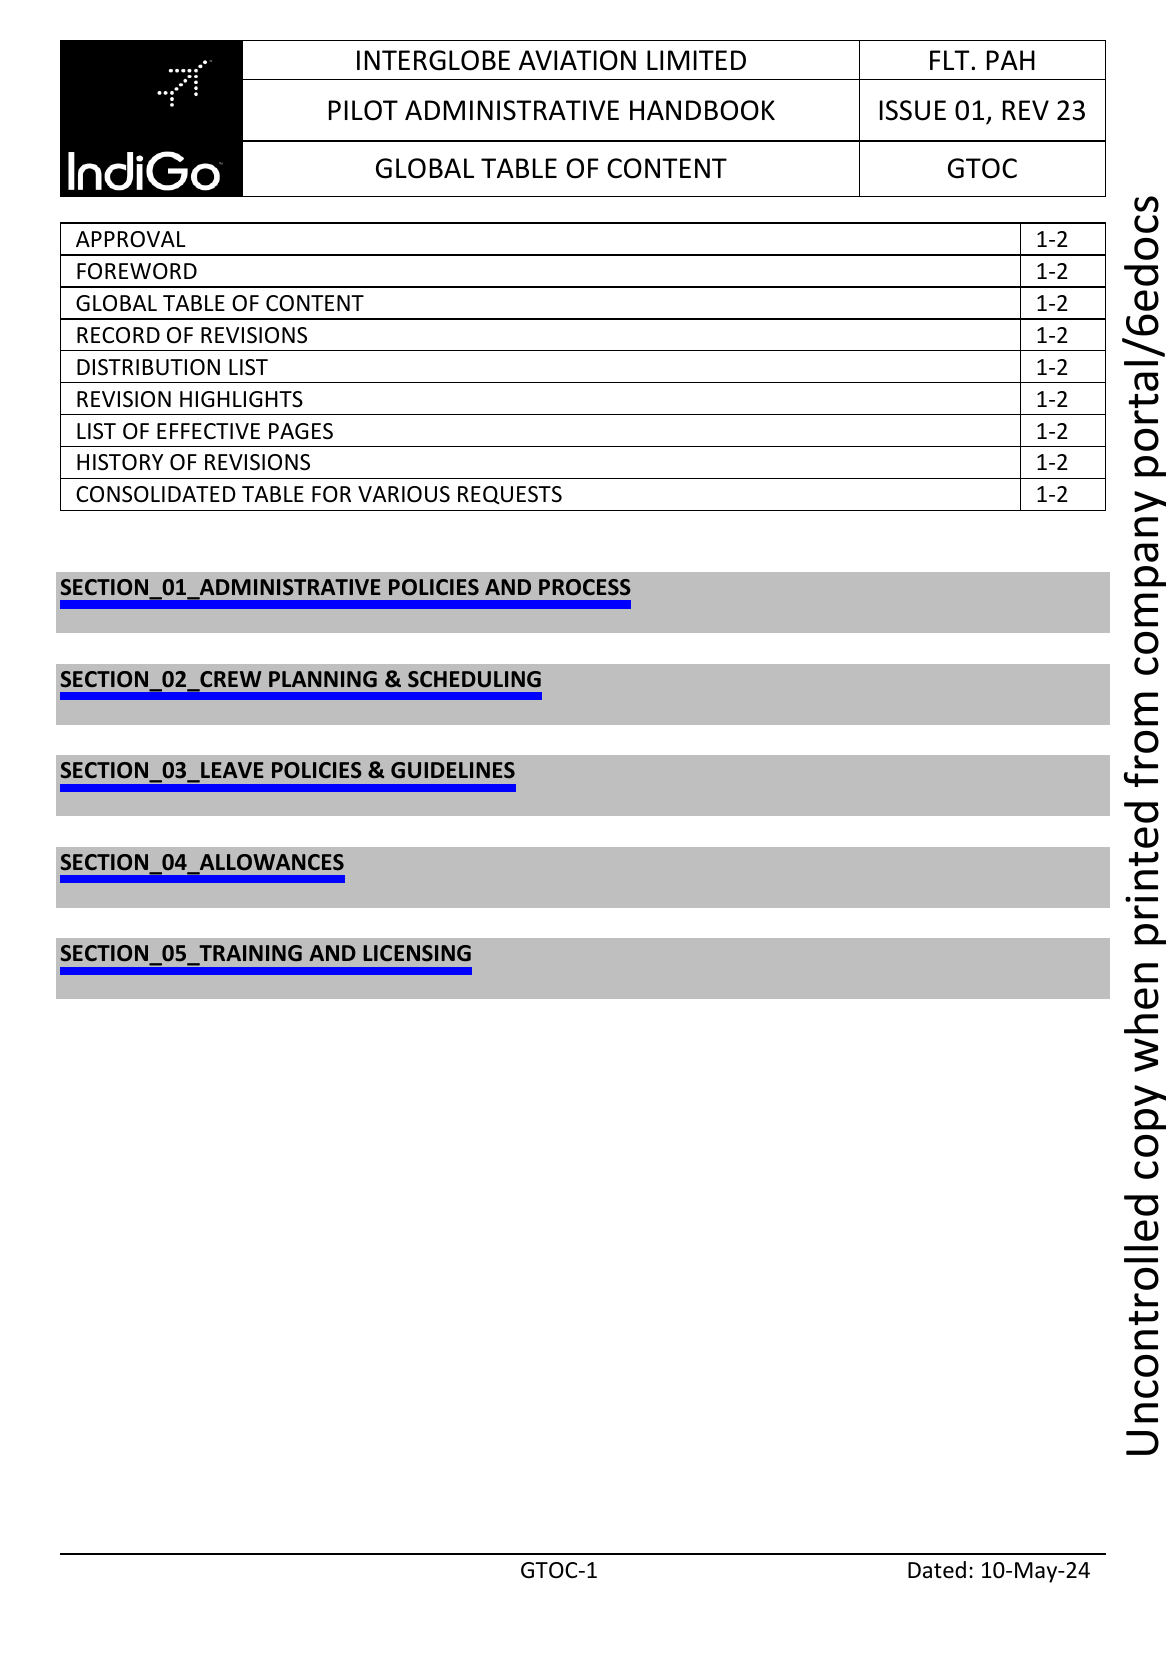 IndiGo
INTERGLOBE AVIATION LIMITED
FLT. PAH
PILOT ADMINISTRATIVE HANDBOOK
ISSUE 01, REV 23
GLOBAL TABLE OF CONTENT
GTOC
APPROVAL 1-2
FOREWORD 1-2
GLOBAL TABLE OF CONTENT 1-2
RECORD OF REVISIONS 1-2
DISTRIBUTION LIST 1-2
REVISION HIGHLIGHTS 1-2
LIST OF EFFECTIVE PAGES 1-2
HISTORY OF REVISIONS 1-2
CONSOLIDATED TABLE FOR VARIOUS REQUESTS 1-2
SECTION_01_ADMINISTRATIVE POLICIES AND PROCESS
SECTION_02_CREW PLANNING & SCHEDULING
SECTION_03_LEAVE POLICIES & GUIDELINES
SECTION_04_ALLOWANCES
SECTION_05_TRAINING AND LICENSING
GTOC-1
Dated: 10-May-24
Uncontrolled copy when printed from company portal/6edocs